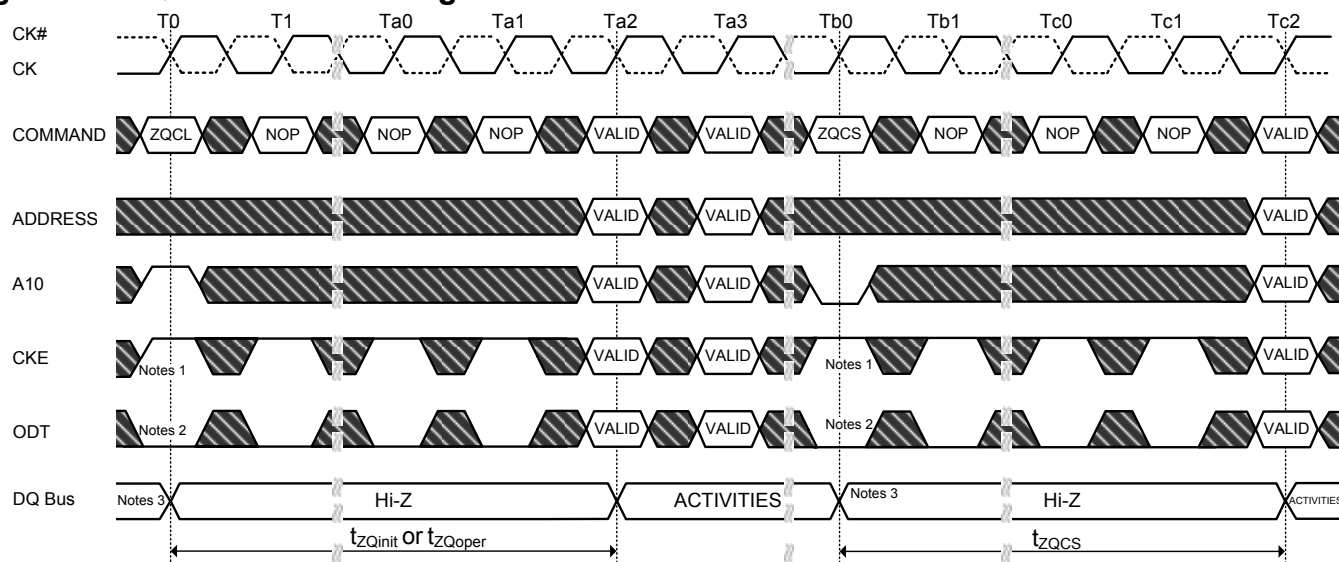 T0 T1 Ta0 Ta1 Ta2 Ta3 Tb0 Tb1 Tc0 Tc1 Tc2
CK#
CK
COMMAND ZQCL NOP NOP NOP VALID VALID ZQCS NOP NOP NOP VALID
ADDRESS VALID VALID VALID
A10 VALID VALID VALID
CKE Notes 1 VALID VALID Notes 1 VALID
ODT Notes 2 VALID VALID Notes 2 VALID
DQ Bus Notes 3 Hi-Z ACTIVITIES Notes 3 Hi-Z ACTIVITIES
tZQinit or tZQoper tZQCS